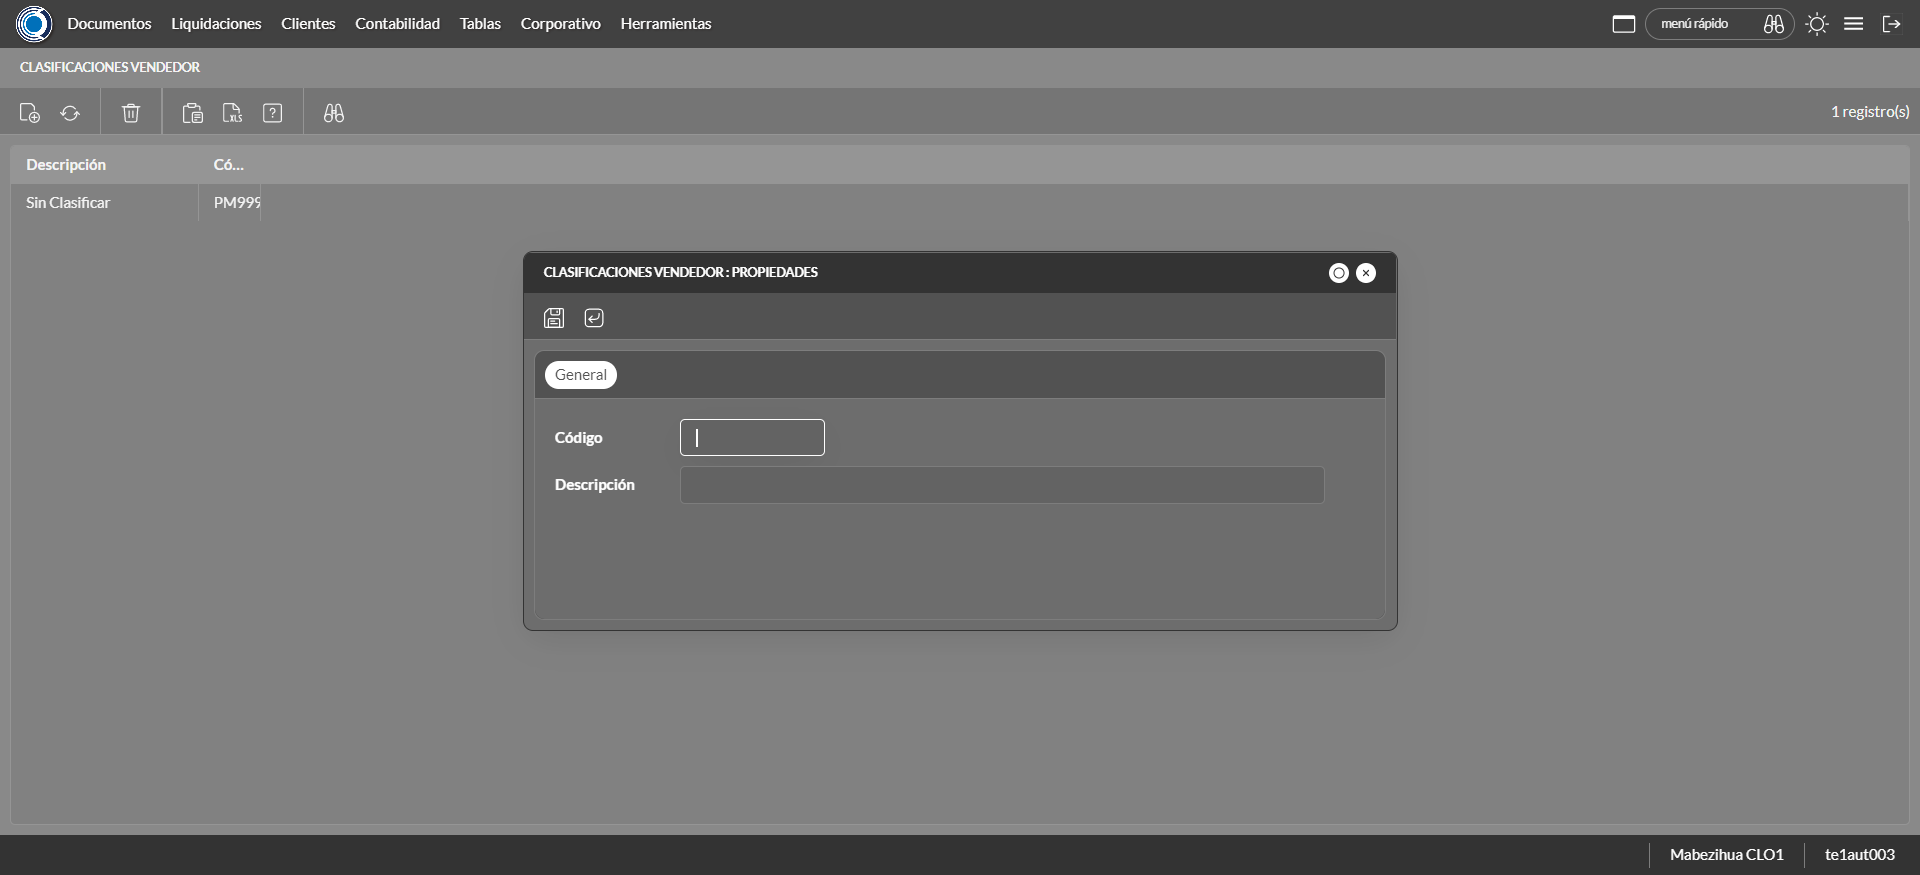 Documentos Liquidaciones Clientes Contabilidad Tablas Corporativo Herramientas menú rápido
CLASIFICACIONES VENDEDOR
XLS ? 1 registro(s)
Descripción Có...
Sin Clasificar PM999
CLASIFICACIONES VENDEDOR : PROPIEDADES
General
Código
Descripción
Mabezihua CLO1 te1aut003